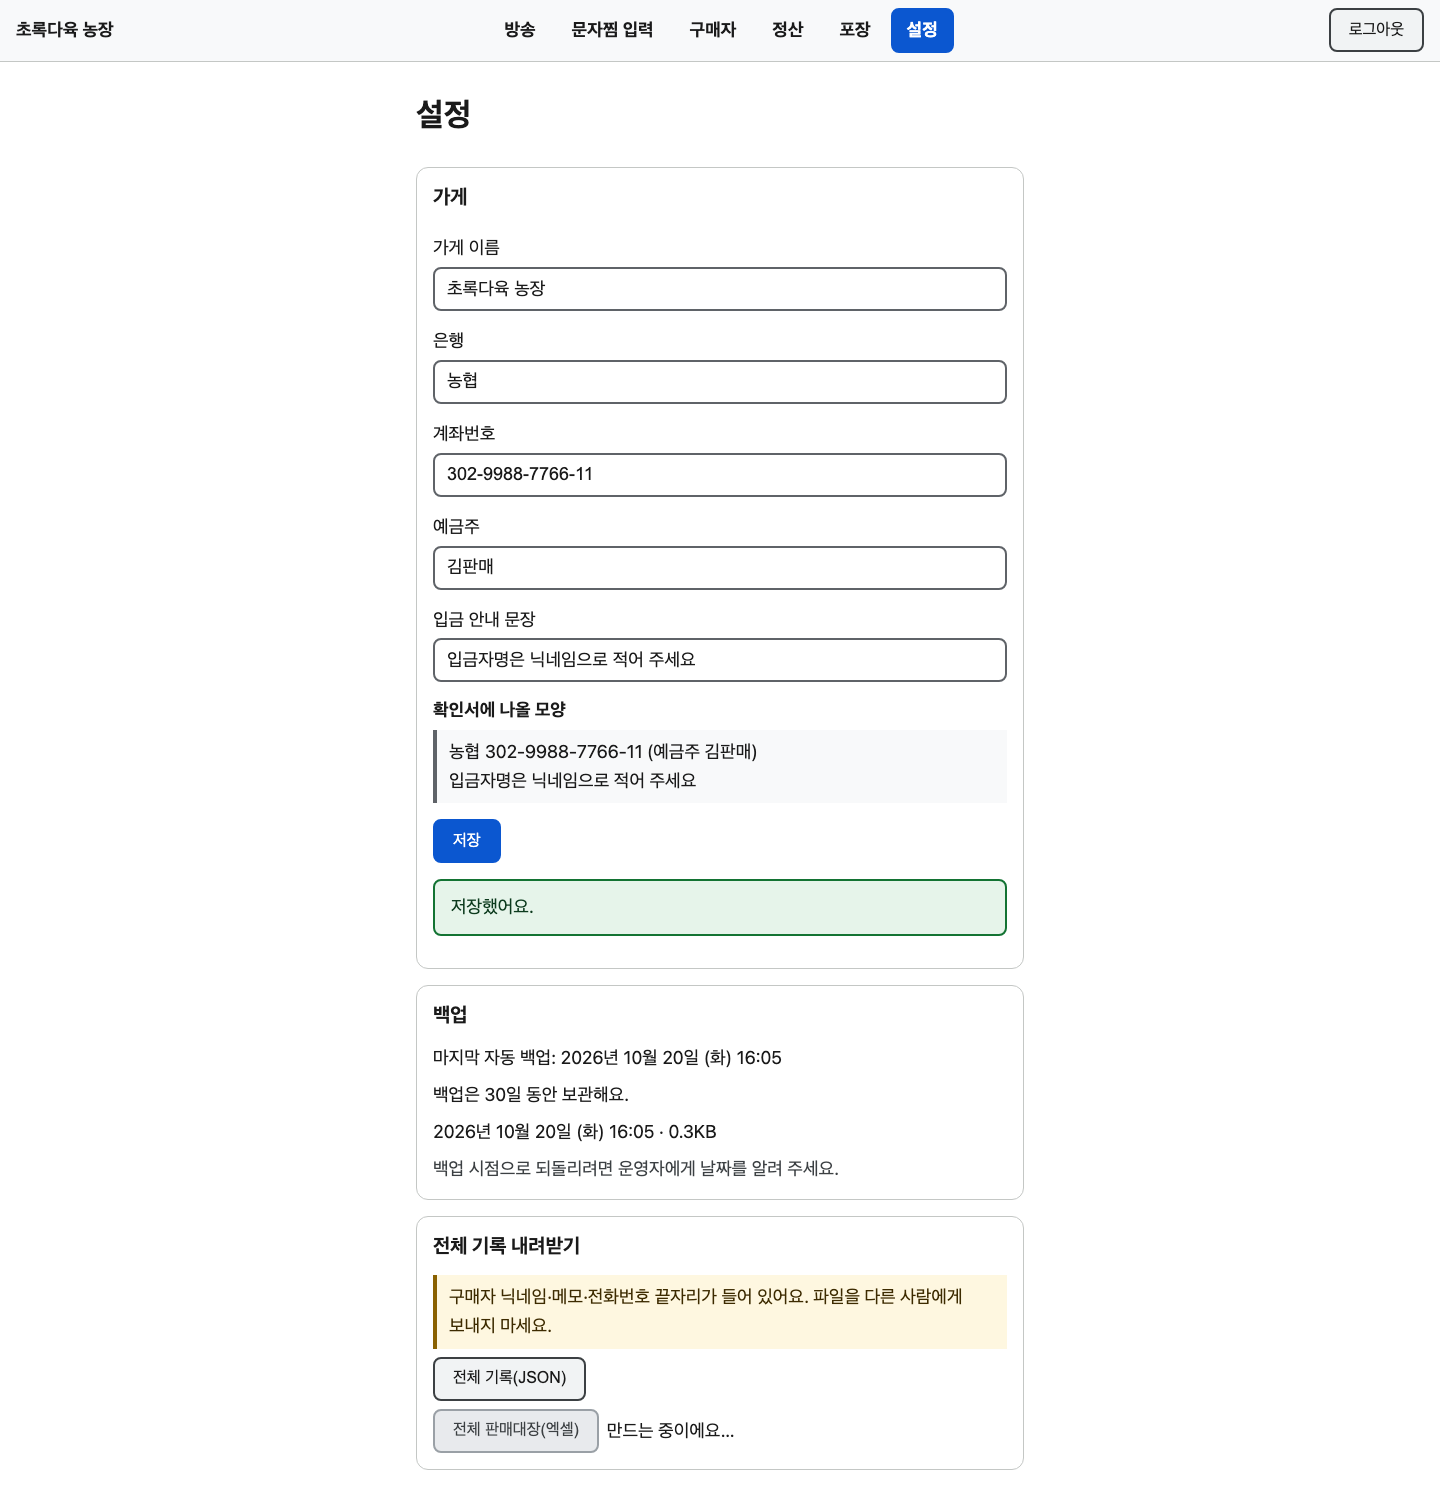 초록다육 농장
방송
문자찜 입력
구매자
정산
포장
설정
로그아웃
설정
가게
가게 이름
초록다육 농장
은행
농협
계좌번호
302-9988-7766-11
예금주
김판매
입금 안내 문장
입금자명은 닉네임으로 적어 주세요
확인서에 나올 모양
농협 302-9988-7766-11 (예금주 김판매)
입금자명은 닉네임으로 적어 주세요
저장
저장했어요.
백업
마지막 자동 백업: 2026년 10월 20일 (화) 16:05
백업은 30일 동안 보관해요.
2026년 10월 20일 (화) 16:05 · 0.3KB
백업 시점으로 되돌리려면 운영자에게 날짜를 알려 주세요.
전체 기록 내려받기
구매자 닉네임·메모·전화번호 끝자리가 들어 있어요. 파일을 다른 사람에게
보내지 마세요.
전체 기록(JSON)
전체 판매대장(엑셀)
만드는 중이에요…